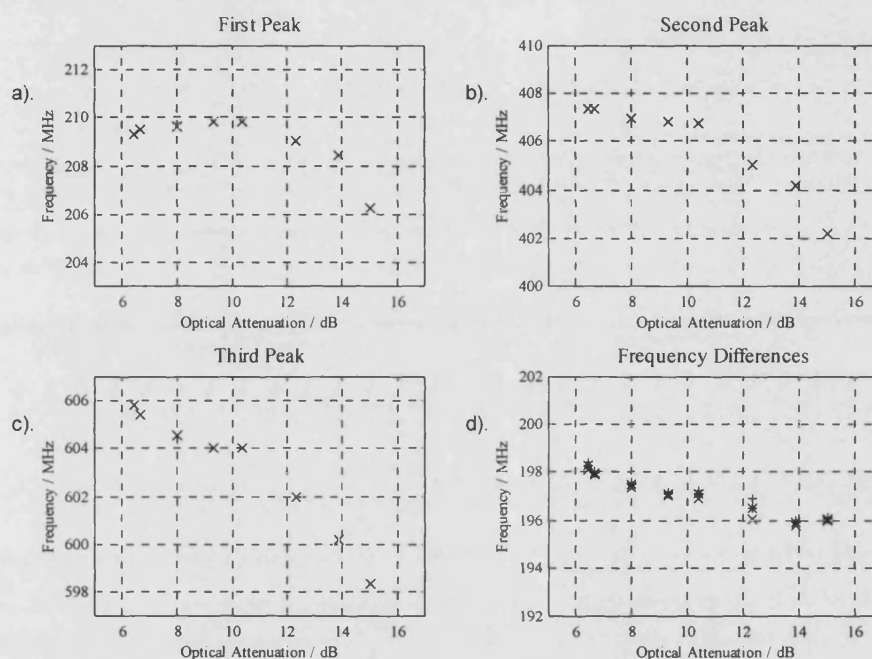 First Peak
a).
Frequency / MHz
212
210
208
206
204
6 8 10 12 14 16
Optical Attenuation / dB
Second Peak
b).
Frequency / MHz
410
408
406
404
402
400
6 8 10 12 14 16
Optical Attenuation / dB
Third Peak
c).
Frequency / MHz
606
604
602
600
598
6 8 10 12 14 16
Optical Attenuation / dB
Frequency Differences
d).
Frequency / MHz
202
200
198
196
194
192
6 8 10 12 14 16
Optical Attenuation / dB